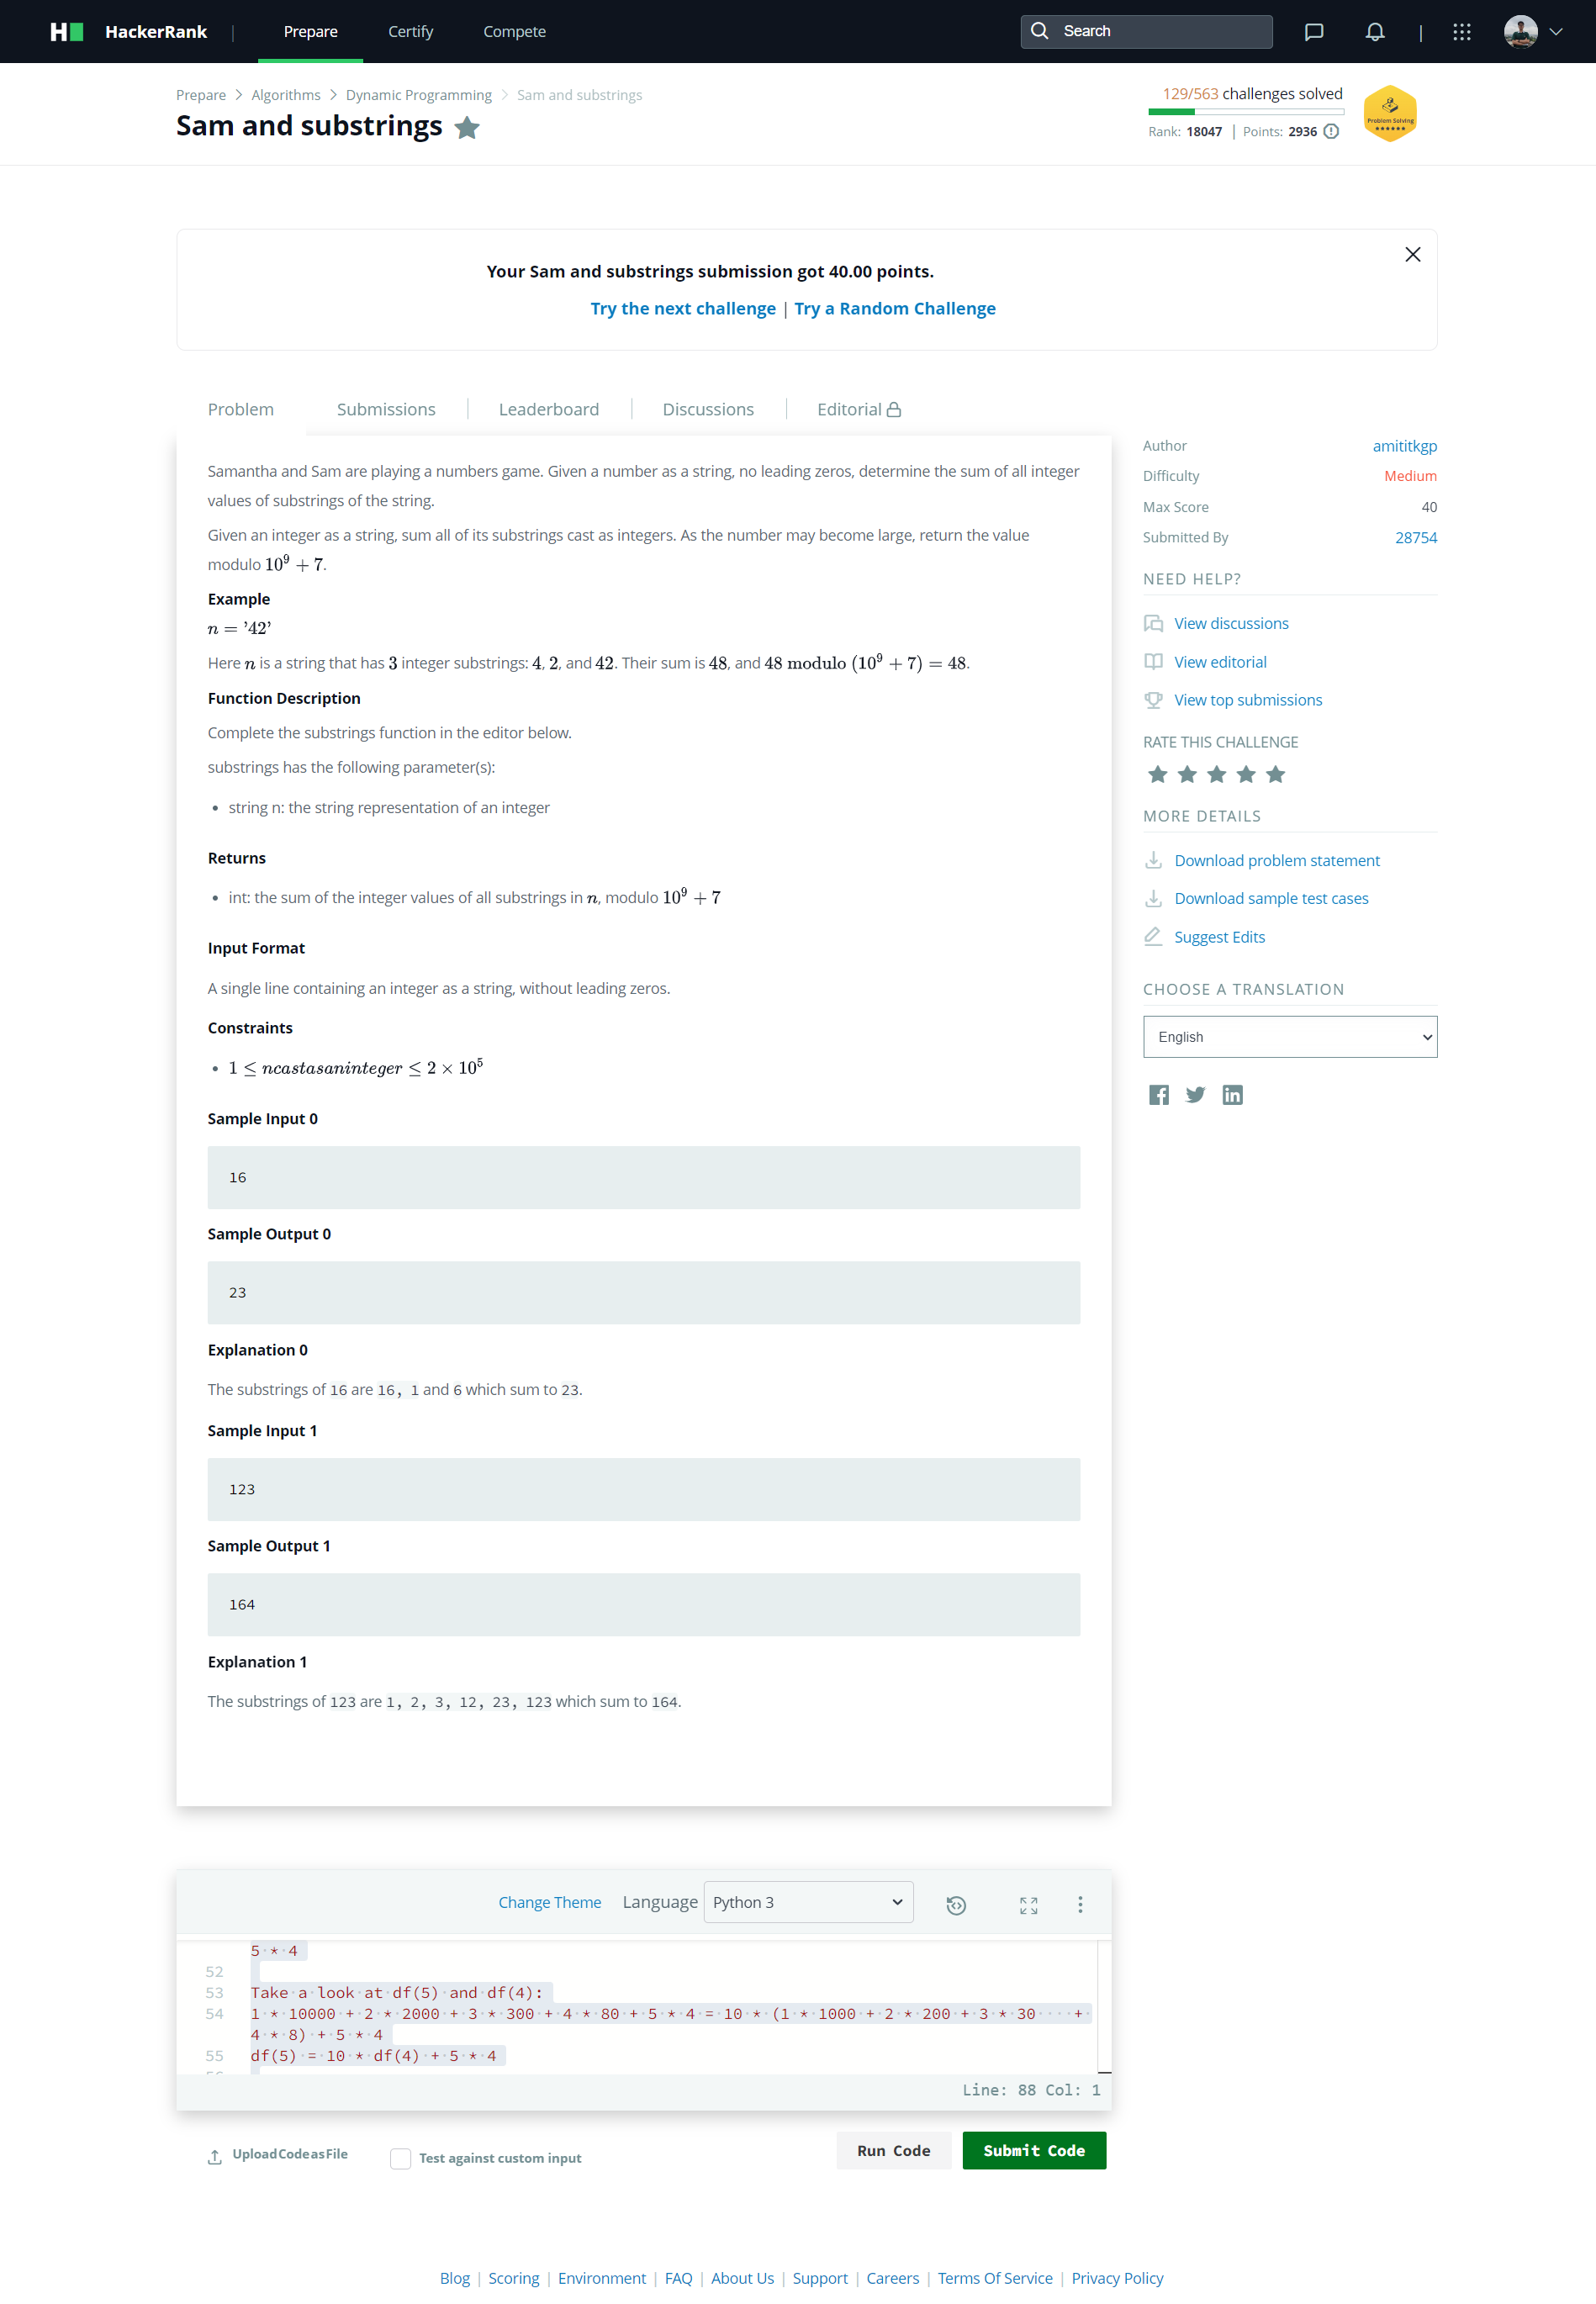 HackerRank | Prepare Certify Compete Search |
Prepare > Algorithms > Dynamic Programming > Sam and substrings
Sam and substrings
129/563 challenges solved
Rank: 18047 | Points: 2936
Problem Solving
Your Sam and substrings submission got 40.00 points.
Try the next challenge | Try a Random Challenge
Problem Submissions Leaderboard Discussions Editorial
Samantha and Sam are playing a numbers game. Given a number as a string, no leading zeros, determine the sum of all integer
values of substrings of the string.
Given an integer as a string, sum all of its substrings cast as integers. As the number may become large, return the value
modulo 10^9 + 7.
Example
n = '42'
Here n is a string that has 3 integer substrings: 4, 2, and 42. Their sum is 48, and 48 modulo (10^9 + 7) = 48.
Function Description
Complete the substrings function in the editor below.
substrings has the following parameter(s):
• string n: the string representation of an integer
Returns
• int: the sum of the integer values of all substrings in n, modulo 10^9 + 7
Input Format
A single line containing an integer as a string, without leading zeros.
Constraints
• 1 ≤ ncastasaninteger ≤ 2 × 10^5
Sample Input 0
16
Sample Output 0
23
Explanation 0
The substrings of 16 are 16, 1 and 6 which sum to 23.
Sample Input 1
123
Sample Output 1
164
Explanation 1
The substrings of 123 are 1, 2, 3, 12, 23, 123 which sum to 164.
Author amititkgp
Difficulty Medium
Max Score 40
Submitted By 28754
NEED HELP?
View discussions
View editorial
View top submissions
RATE THIS CHALLENGE
MORE DETAILS
Download problem statement
Download sample test cases
Suggest Edits
CHOOSE A TRANSLATION
English
Change Theme Language Python 3
5 * 4
52
53 Take a look at df(5) and df(4):
54 1 * 10000 + 2 * 2000 + 3 * 300 + 4 * 80 + 5 * 4 = 10 * (1 * 1000 + 2 * 200 + 3 * 30    +
4 * 8) + 5 * 4
55 df(5) = 10 * df(4) + 5 * 4
Line: 88 Col: 1
Upload Code as File Test against custom input Run Code Submit Code
Blog | Scoring | Environment | FAQ | About Us | Support | Careers | Terms Of Service | Privacy Policy